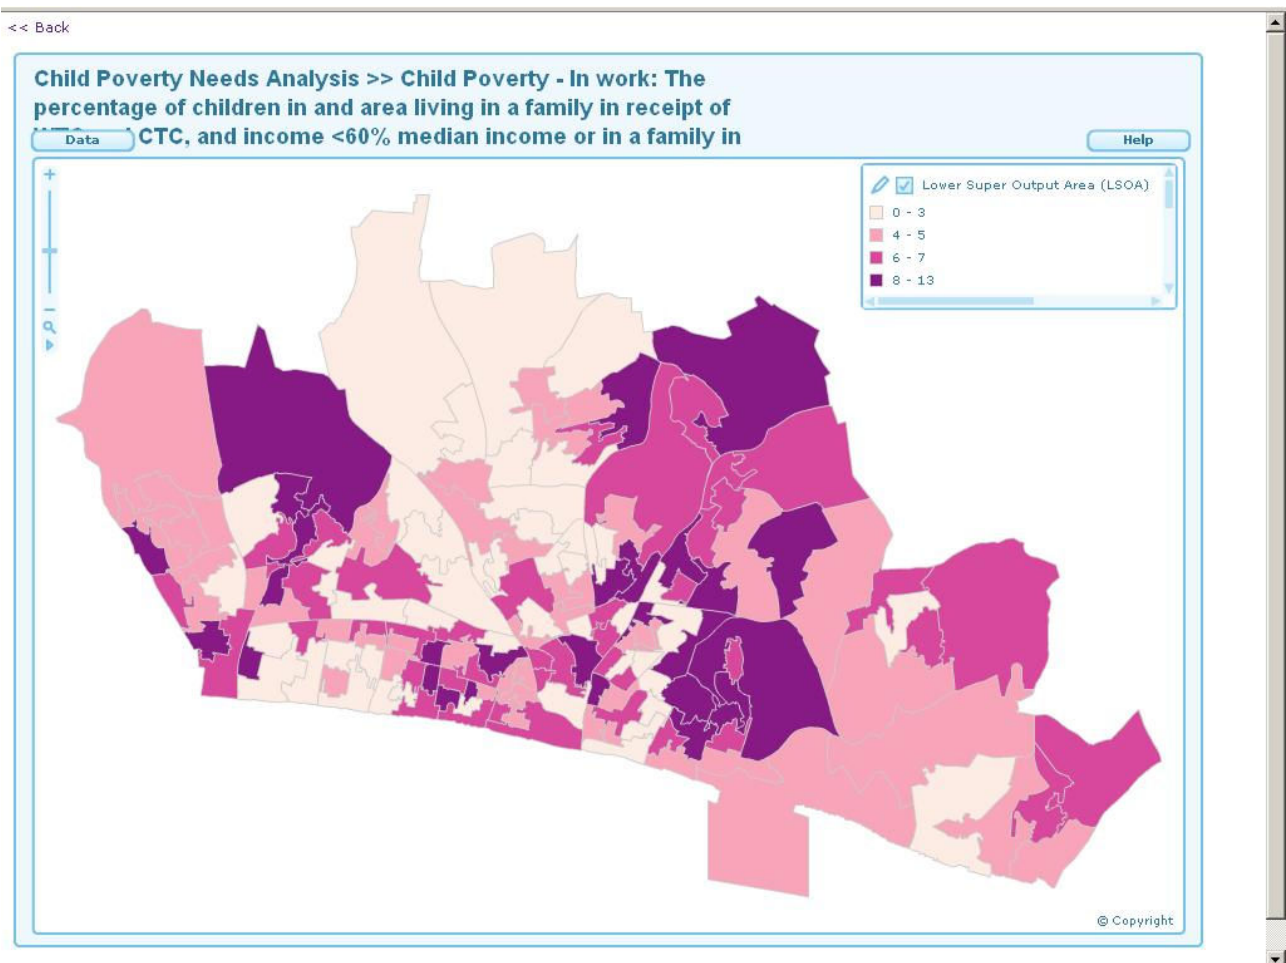 << Back
Child Poverty Needs Analysis >> Child Poverty - In work: The
percentage of children in and area living in a family in receipt of
CTC, and income <60% median income or in a family in
Data
Help
Lower Super Output Area (LSOA)
0 - 3
4 - 5
6 - 7
8 - 13
© Copyright